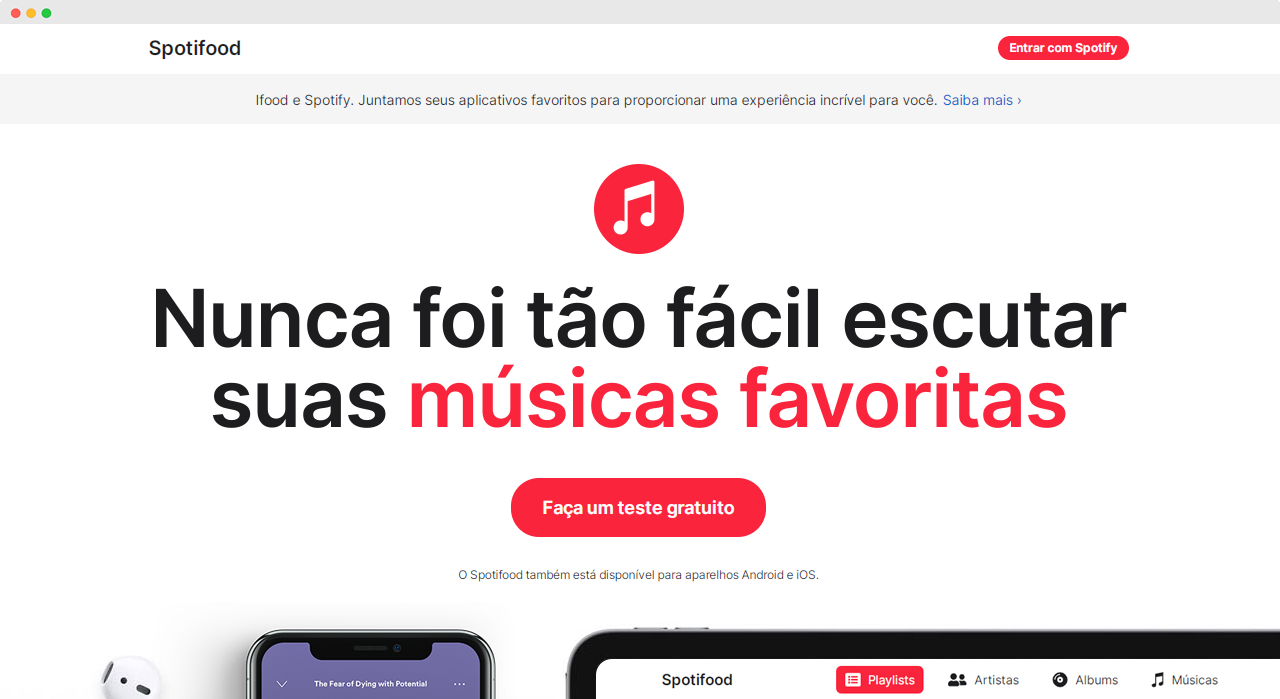 Spotifood
Entrar com Spotify
Ifood e Spotify. Juntamos seus aplicativos favoritos para proporcionar uma experiência incrível para você. Saiba mais ›
Nunca foi tão fácil escutar
suas músicas favoritas
Faça um teste gratuito
O Spotifood também está disponível para aparelhos Android e iOS.
The Fear of Dying with Potential
Spotifood
Playlists
Artistas
Albums
Músicas